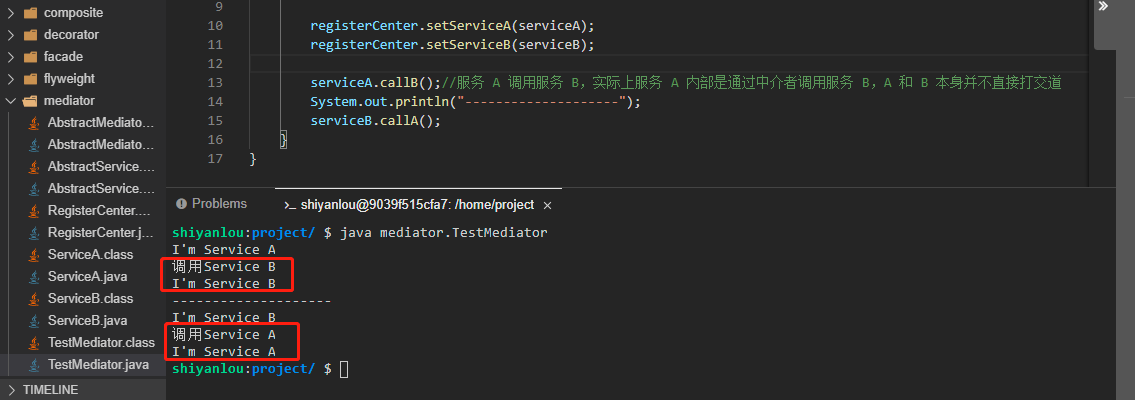 composite
decorator
facade
flyweight
mediator
AbstractMediato...
AbstractMediato...
AbstractService....
AbstractService....
RegisterCenter....
RegisterCenter.j...
ServiceA.class
ServiceA.java
ServiceB.class
ServiceB.java
TestMediator.class
TestMediator.java
TIMELINE
9
10 registerCenter.setServiceA(serviceA);
11 registerCenter.setServiceB(serviceB);
12
13 serviceA.callB();//服务 A 调用服务 B，实际上服务 A 内部是通过中介者调用服务 B，A 和 B 本身并不直接打交道
14 System.out.println("-------------------");
15 serviceB.callA();
16 }
17 }
Problems
shiyanlou@9039f515cfa7: /home/project
shiyanlou:project/ $ java mediator.TestMediator
I'm Service A
调用Service B
I'm Service B
--------------------
I'm Service B
调用Service A
I'm Service A
shiyanlou:project/ $